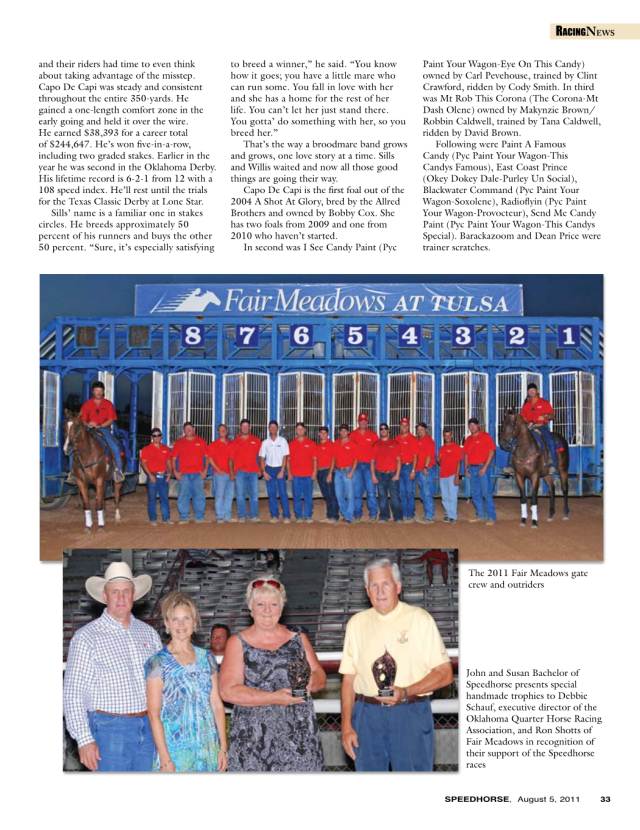 RACINGNEWS
and their riders had time to even think
about taking advantage of the misstep.
Capo De Capi was steady and consistent
throughout the entire 350-yards. He
gained a one-length comfort zone in the
early going and held it over the wire.
He earned $38,393 for a career total
of $244,647. He's won five-in-a-row,
including two graded stakes. Earlier in the
year he was second in the Oklahoma Derby.
His lifetime record is 6-2-1 from 12 with a
108 speed index. He'll rest until the trials
for the Texas Classic Derby at Lone Star.
Sills' name is a familiar one in stakes
circles. He breeds approximately 50
percent of his runners and buys the other
50 percent. “Sure, it's especially satisfying
to breed a winner,” he said. “You know
how it goes; you have a little mare who
can run some. You fall in love with her
and she has a home for the rest of her
life. You can't let her just stand there.
You gotta' do something with her, so you
breed her.”
That's the way a broodmare band grows
and grows, one love story at a time. Sills
and Willis waited and now all those good
things are going their way.
Capo De Capi is the first foal out of the
2004 A Shot At Glory, bred by the Allred
Brothers and owned by Bobby Cox. She
has two foals from 2009 and one from
2010 who haven't started.
In second was I See Candy Paint (Pyc
Paint Your Wagon-Eye On This Candy)
owned by Carl Pevehouse, trained by Clint
Crawford, ridden by Cody Smith. In third
was Mt Rob This Corona (The Corona-Mt
Dash Olene) owned by Makynzie Brown/
Robbin Caldwell, trained by Tana Caldwell,
ridden by David Brown.
Following were Paint A Famous
Candy (Pyc Paint Your Wagon-This
Candys Famous), East Coast Prince
(Okey Dokey Dale-Purley Un Social),
Blackwater Command (Pyc Paint Your
Wagon-Soxolene), Radioflyin (Pyc Paint
Your Wagon-Provocteur), Send Me Candy
Paint (Pyc Paint Your Wagon-This Candys
Special). Barackazoom and Dean Price were
trainer scratches.
Fair Meadows AT TULSA
8 7 6 5 4 3 2 1
The 2011 Fair Meadows gate
crew and outriders
John and Susan Bachelor of
Speedhorse presents special
handmade trophies to Debbie
Schauf, executive director of the
Oklahoma Quarter Horse Racing
Association, and Ron Shotts of
Fair Meadows in recognition of
their support of the Speedhorse
races
SPEEDHORSE, August 5, 2011 33